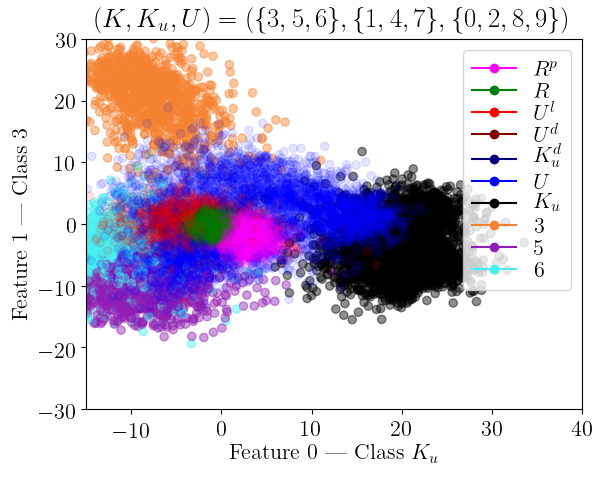 (K, K_u, U) = ({3, 5, 6}, {1, 4, 7}, {0, 2, 8, 9})
30
20
10
0
−10
−20
−30
Feature 1 — Class 3
−10
0
10
20
30
40
Feature 0 — Class K_u
R^p
R
U^l
U^d
K_u^d
U
K_u
3
5
6